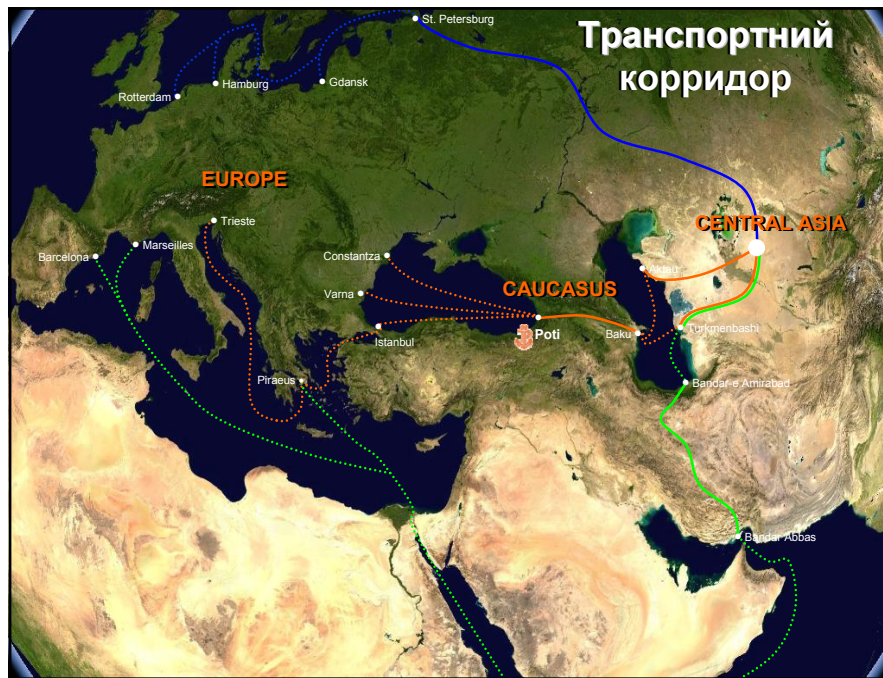 Транспортний
корридор
St. Petersburg
Hamburg
Gdansk
Rotterdam
EUROPE
Trieste
CENTRAL ASIA
Marseilles
Barcelona
Constantza
Aktau
CAUCASUS
Varna
Poti
Baku
Turkmenbashi
Istanbul
Piraeus
Bandar-e Amirabad
Bandar Abbas